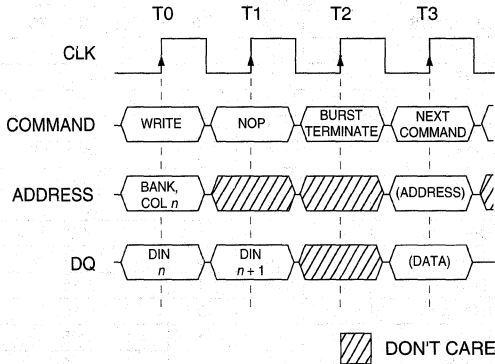 T0 T1 T2 T3
CLK
COMMAND WRITE NOP BURST TERMINATE NEXT COMMAND
ADDRESS BANK, COL n (ADDRESS)
DQ DIN n DIN n + 1 (DATA)
DON'T CARE